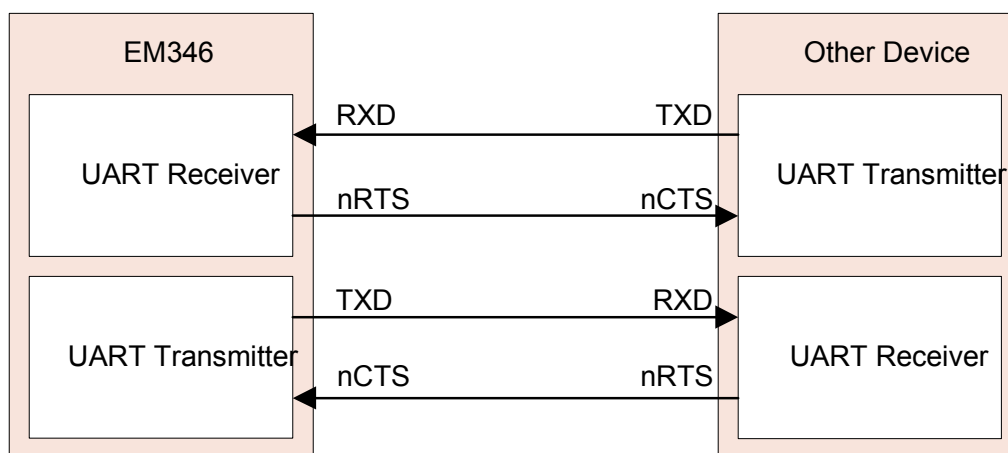 EM346
Other Device
RXD
TXD
UART Receiver
UART Transmitter
nRTS
nCTS
TXD
RXD
UART Transmitter
UART Receiver
nCTS
nRTS